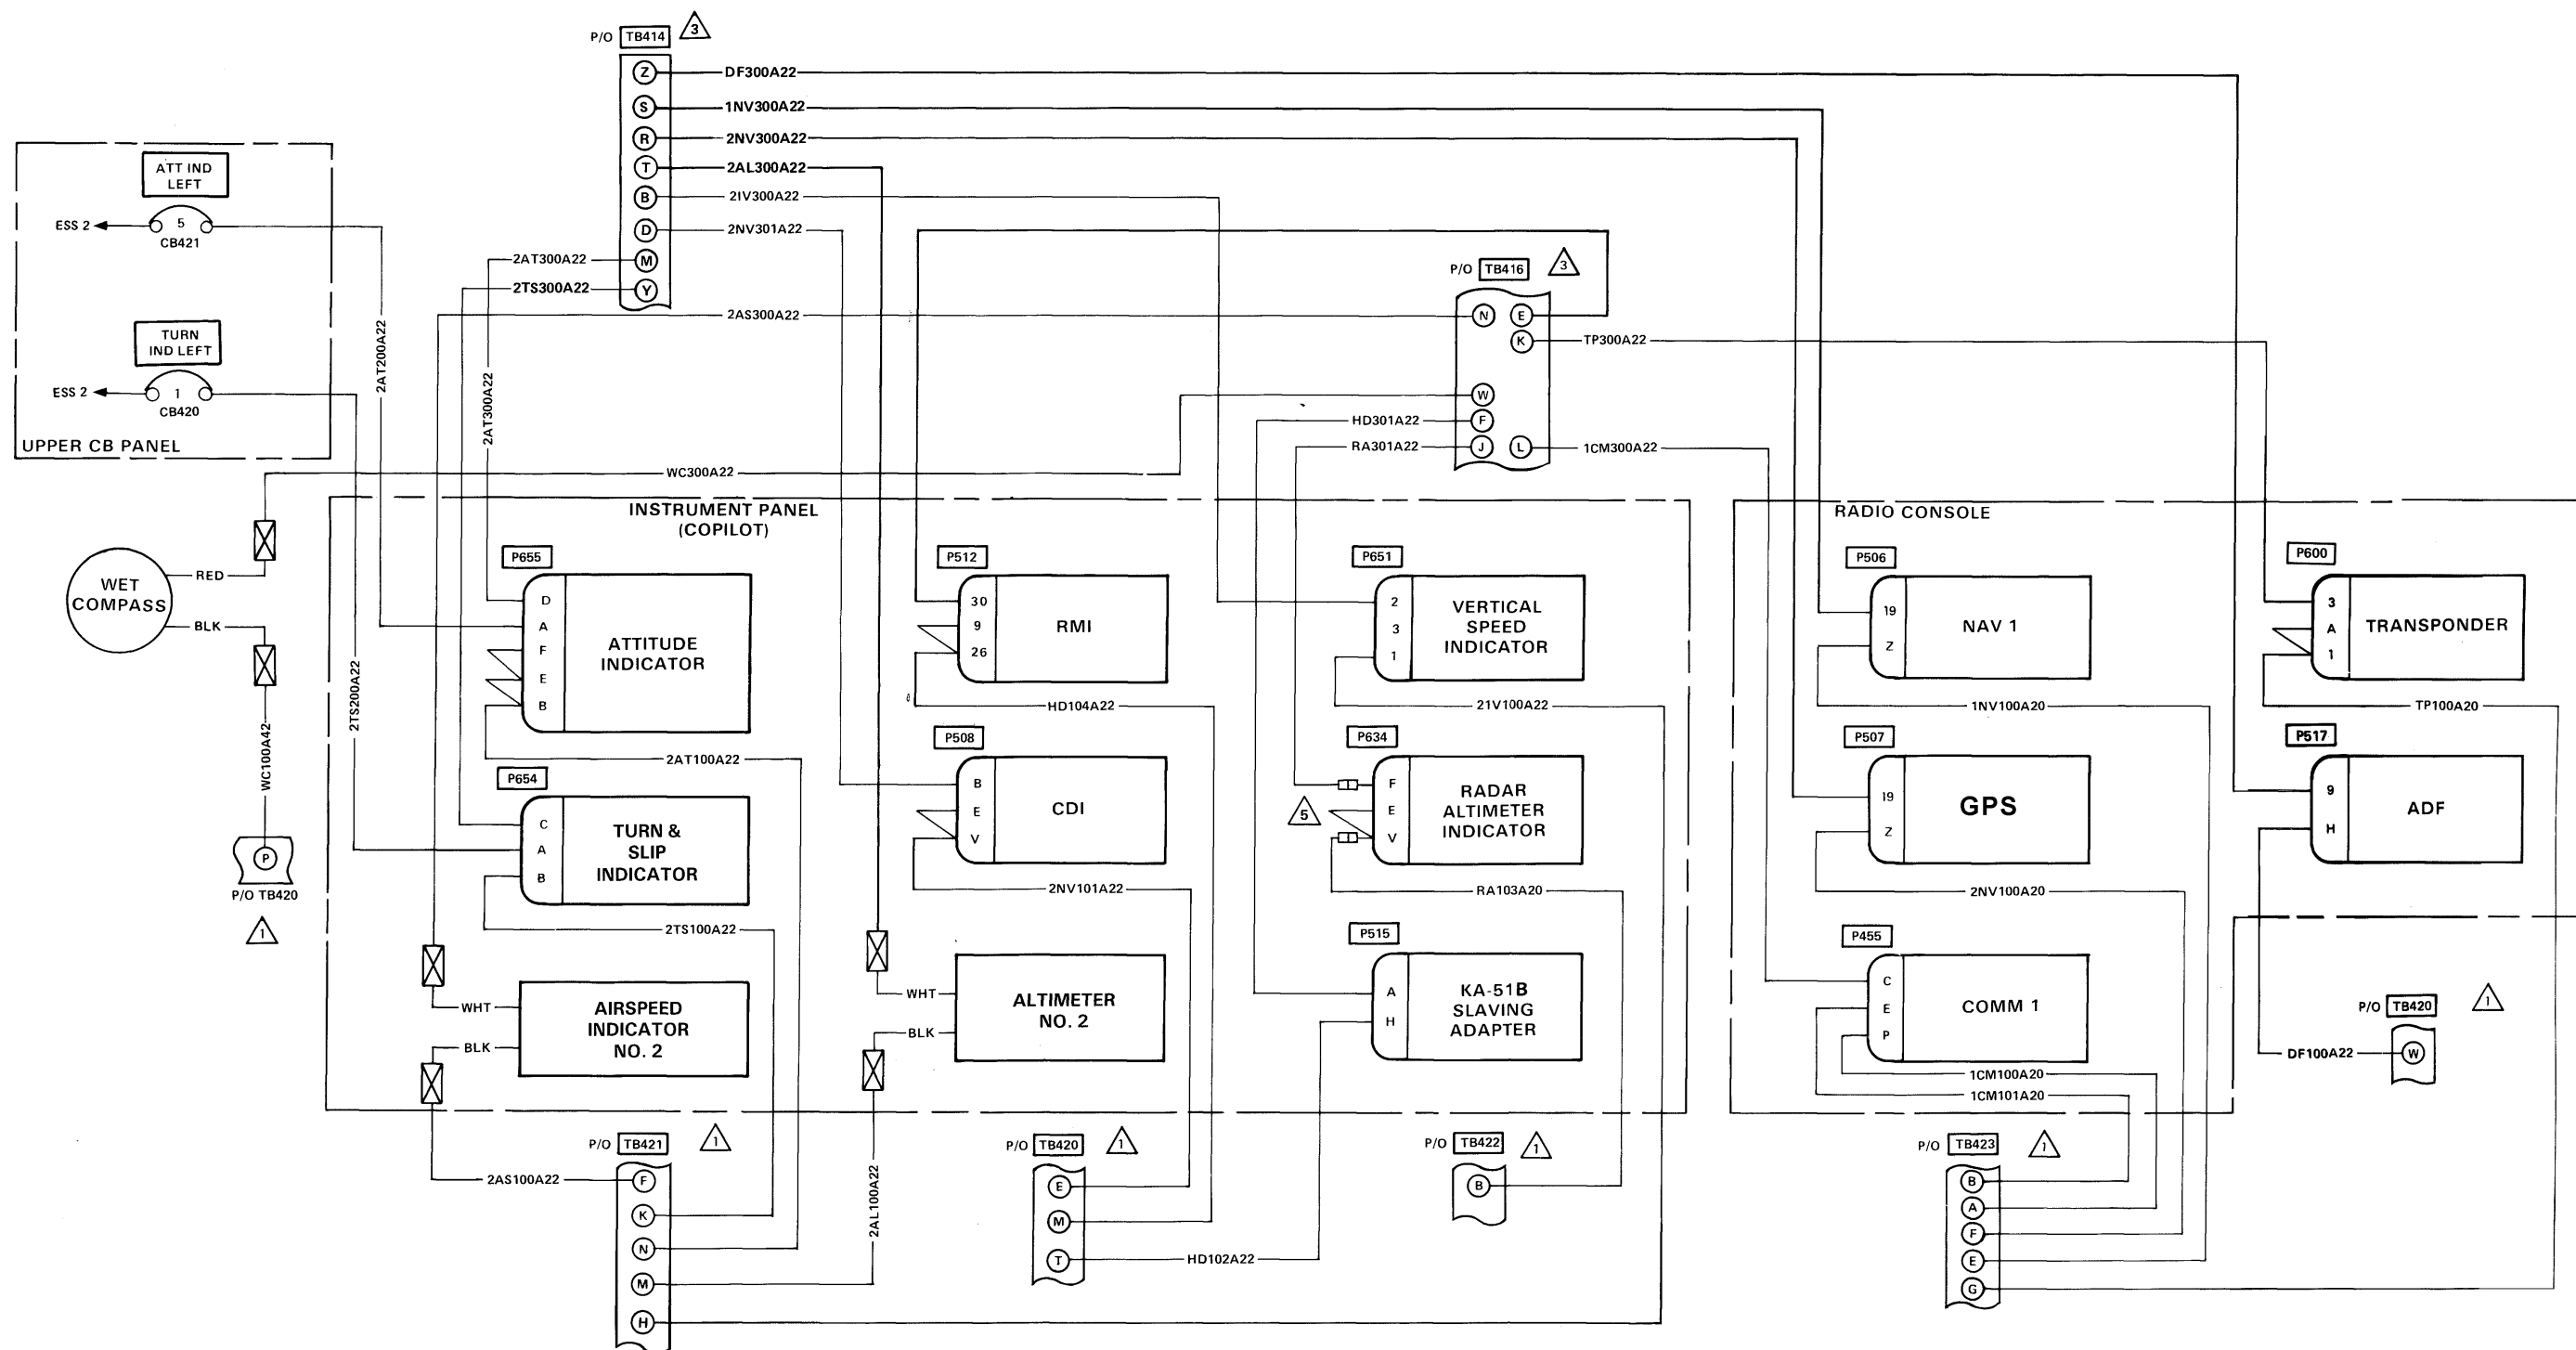 P/O TB414 3
Z DF300A22
S 1NV300A22
R 2NV300A22
T 2AL300A22
B 2IV300A22
D 2NV301A22
2AT300A22 M
2TS300A22 Y
2AS300A22
ATT IND
LEFT
ESS 2
5
CB421
TURN
IND LEFT
ESS 2
1
CB420
UPPER CB PANEL
2AT200A22
2AT300A22
2TS200A22
P/O TB416 3
N E
K TP300A22
W
HD301A22 F
RA301A22 J L 1CM300A22
WC300A22
WET
COMPASS
RED
BLK
WC100A42
P
P/O TB420
1
INSTRUMENT PANEL
(COPILOT)
P655
D
A
F
E
B
ATTITUDE
INDICATOR
2AT100A22
P654
C
A
B
TURN &
SLIP
INDICATOR
2TS100A22
WHT
BLK
AIRSPEED
INDICATOR
NO. 2
P512
30
9
26
RMI
HD104A22
P508
B
E
V
CDI
2NV101A22
WHT
BLK
ALTIMETER
NO. 2
P651
2
3
1
VERTICAL
SPEED
INDICATOR
21V100A22
P634
5
F
E
V
RADAR
ALTIMETER
INDICATOR
RA103A20
P515
A
H
KA-51B
SLAVING
ADAPTER
RADIO CONSOLE
P506
19
Z
NAV 1
1NV100A20
P507
19
Z
GPS
2NV100A20
P455
C
E
P
COMM 1
1CM100A20
1CM101A20
P600
3
A
1
TRANSPONDER
TP100A20
P517
9
H
ADF
P/O TB420 1
DF100A22 W
P/O TB421 1
2AS100A22 F
K
N
M
H
2AL100A22
P/O TB420 1
E
M
T HD102A22
P/O TB422 1
B
P/O TB423 1
B
A
F
E
G